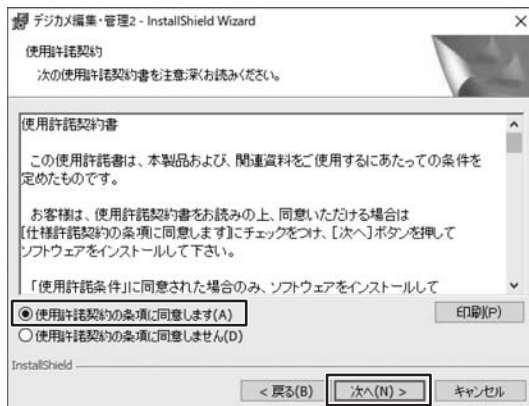 デジカメ編集・管理2 - InstallShield Wizard
使用許諾契約
次の使用許諾契約書を注意深くお読みください。
使用許諾契約書
この使用許諾書は、本製品および、関連資料をご使用するにあたっての条件を
定めたものです。
お客様は、使用許諾契約書をお読みの上、同意いただける場合は
[仕様許諾契約の条項に同意します]にチェックをつけ、[次へ]ボタンを押して
ソフトウェアをインストールして下さい。
「使用許諾条件」に同意された場合のみ、ソフトウェアをインストールして
使用許諾契約の条項に同意します(A)
印刷(P)
使用許諾契約の条項に同意しません(D)
InstallShield
< 戻る(B)
次へ(N) >
キャンセル